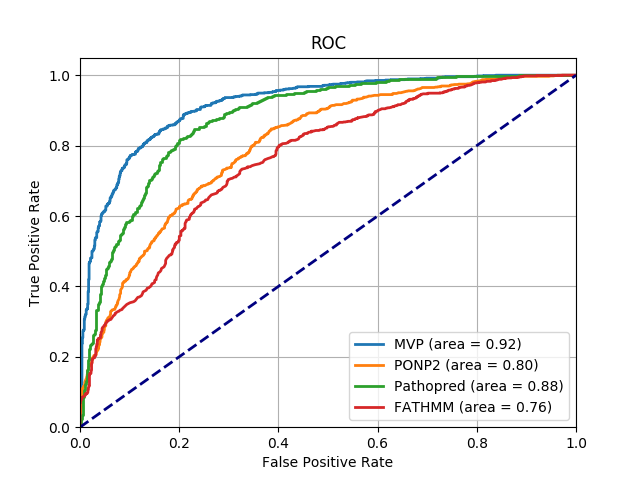 ROC
True Positive Rate
1.0
0.8
0.6
0.4
0.2
0.0
MVP (area = 0.92)
PONP2 (area = 0.80)
Pathopred (area = 0.88)
FATHMM (area = 0.76)
0.0 0.2 0.4 0.6 0.8 1.0
False Positive Rate